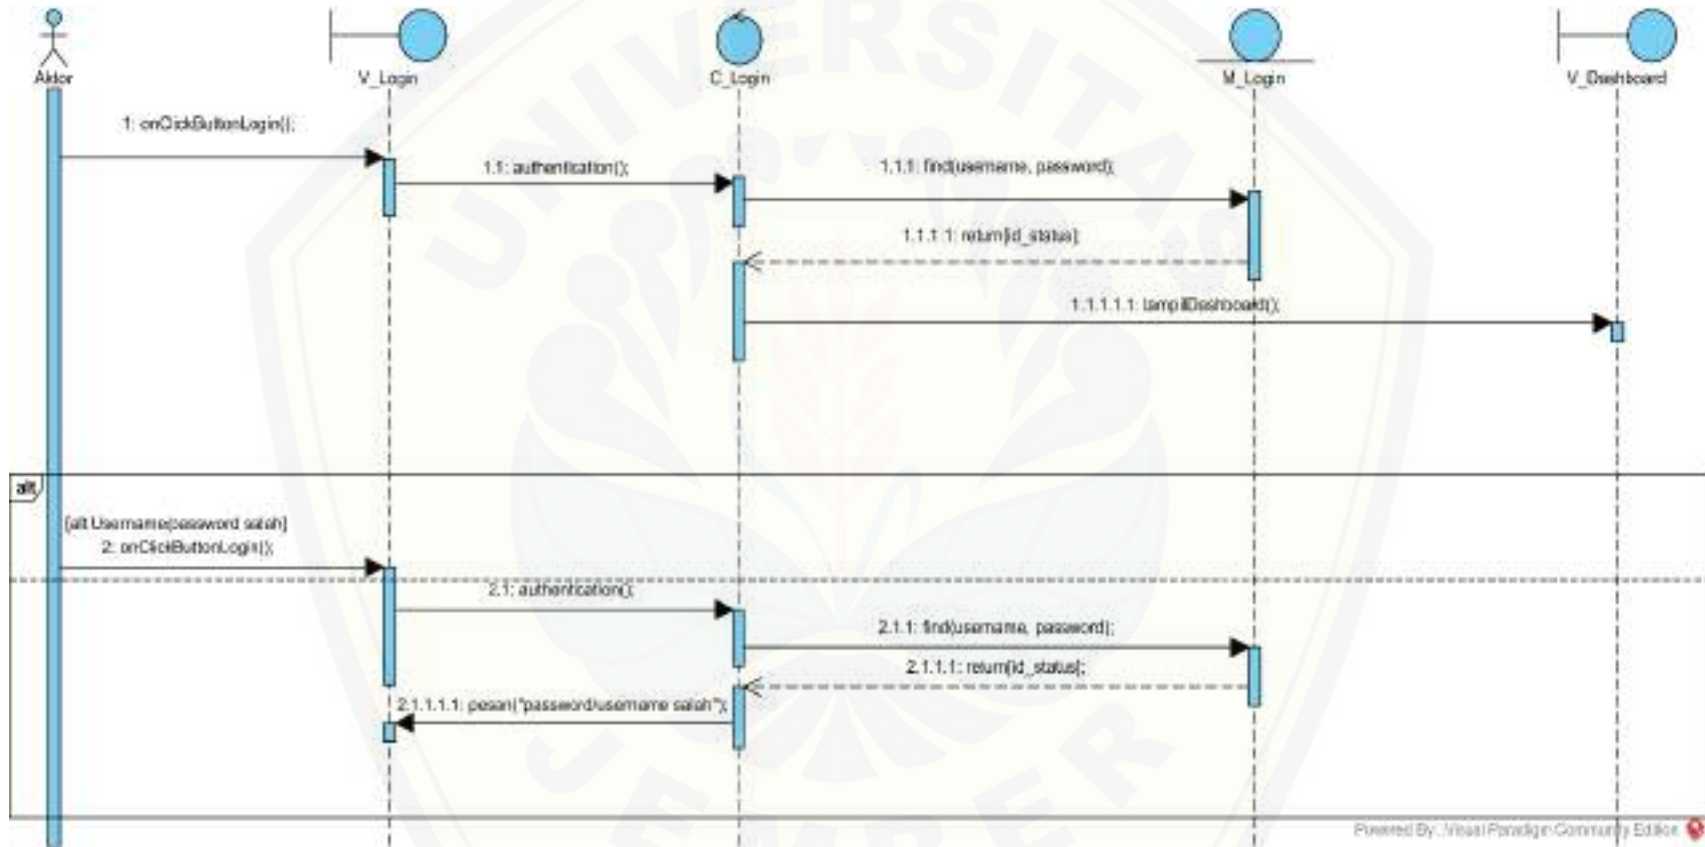 Aktor
V_Login
C_Login
M_Login
V_Dashboard
1: onClickButtonLogin();
1.1: authentication();
1.1.1: find(username, password);
1.1.1.1: return[id_status];
1.1.1.1.1: tampilDashboard();
alt
[alt Username/password salah]
2: onClickButtonLogin();
2.1: authentication();
2.1.1: find(username, password);
2.1.1.1: return[id_status];
2.1.1.1.1: pesan("password/username salah");
UNIVERSITAS
JEMBER
Powered By: Visual Paradigm Community Edition